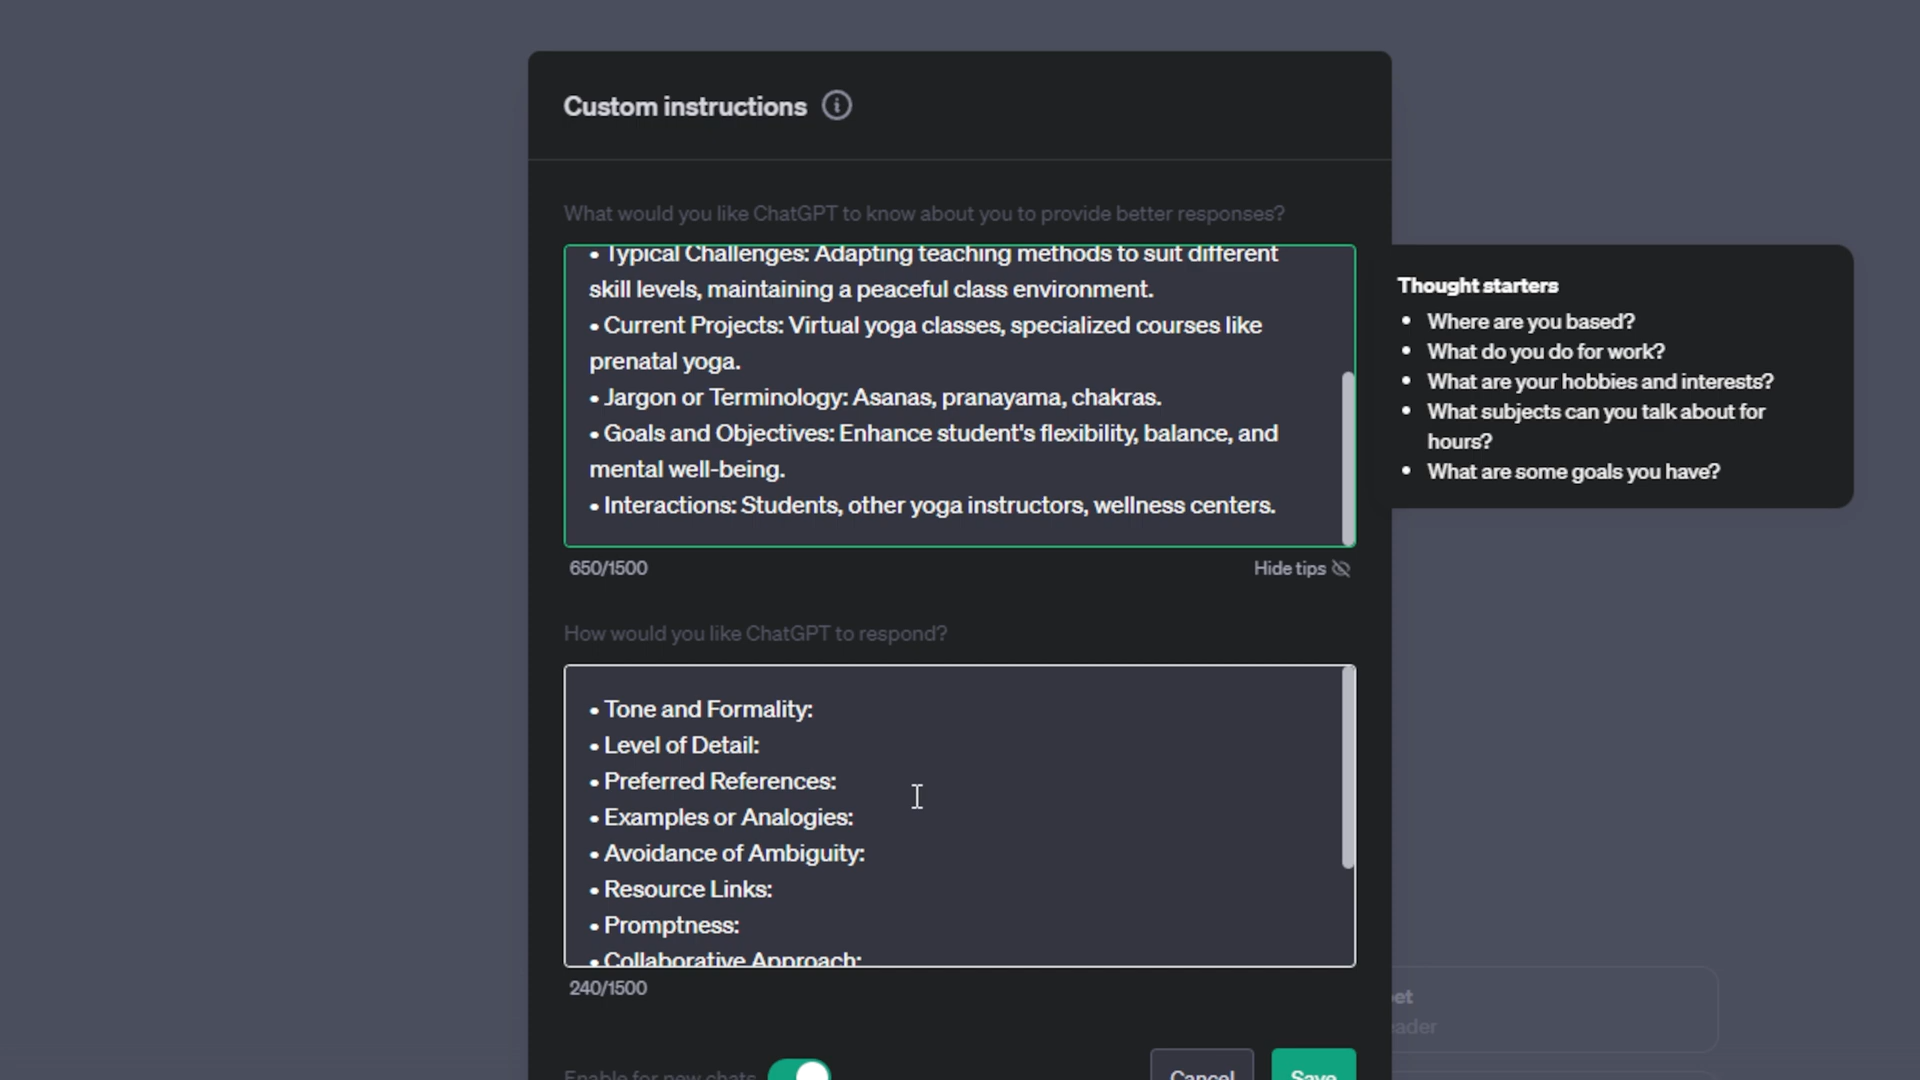 Custom instructions
What would you like ChatGPT to know about you to provide better responses?
• Typical Challenges: Adapting teaching methods to suit different
skill levels, maintaining a peaceful class environment.
• Current Projects: Virtual yoga classes, specialized courses like
prenatal yoga.
• Jargon or Terminology: Asanas, pranayama, chakras.
• Goals and Objectives: Enhance student's flexibility, balance, and
mental well-being.
• Interactions: Students, other yoga instructors, wellness centers.
650/1500
Hide tips
Thought starters
• Where are you based?
• What do you do for work?
• What are your hobbies and interests?
• What subjects can you talk about for
hours?
• What are some goals you have?
How would you like ChatGPT to respond?
• Tone and Formality:
• Level of Detail:
• Preferred References:
• Examples or Analogies:
• Avoidance of Ambiguity:
• Resource Links:
• Promptness:
• Collaborative Approach:
240/1500
Enable for new chats
Cancel
Save